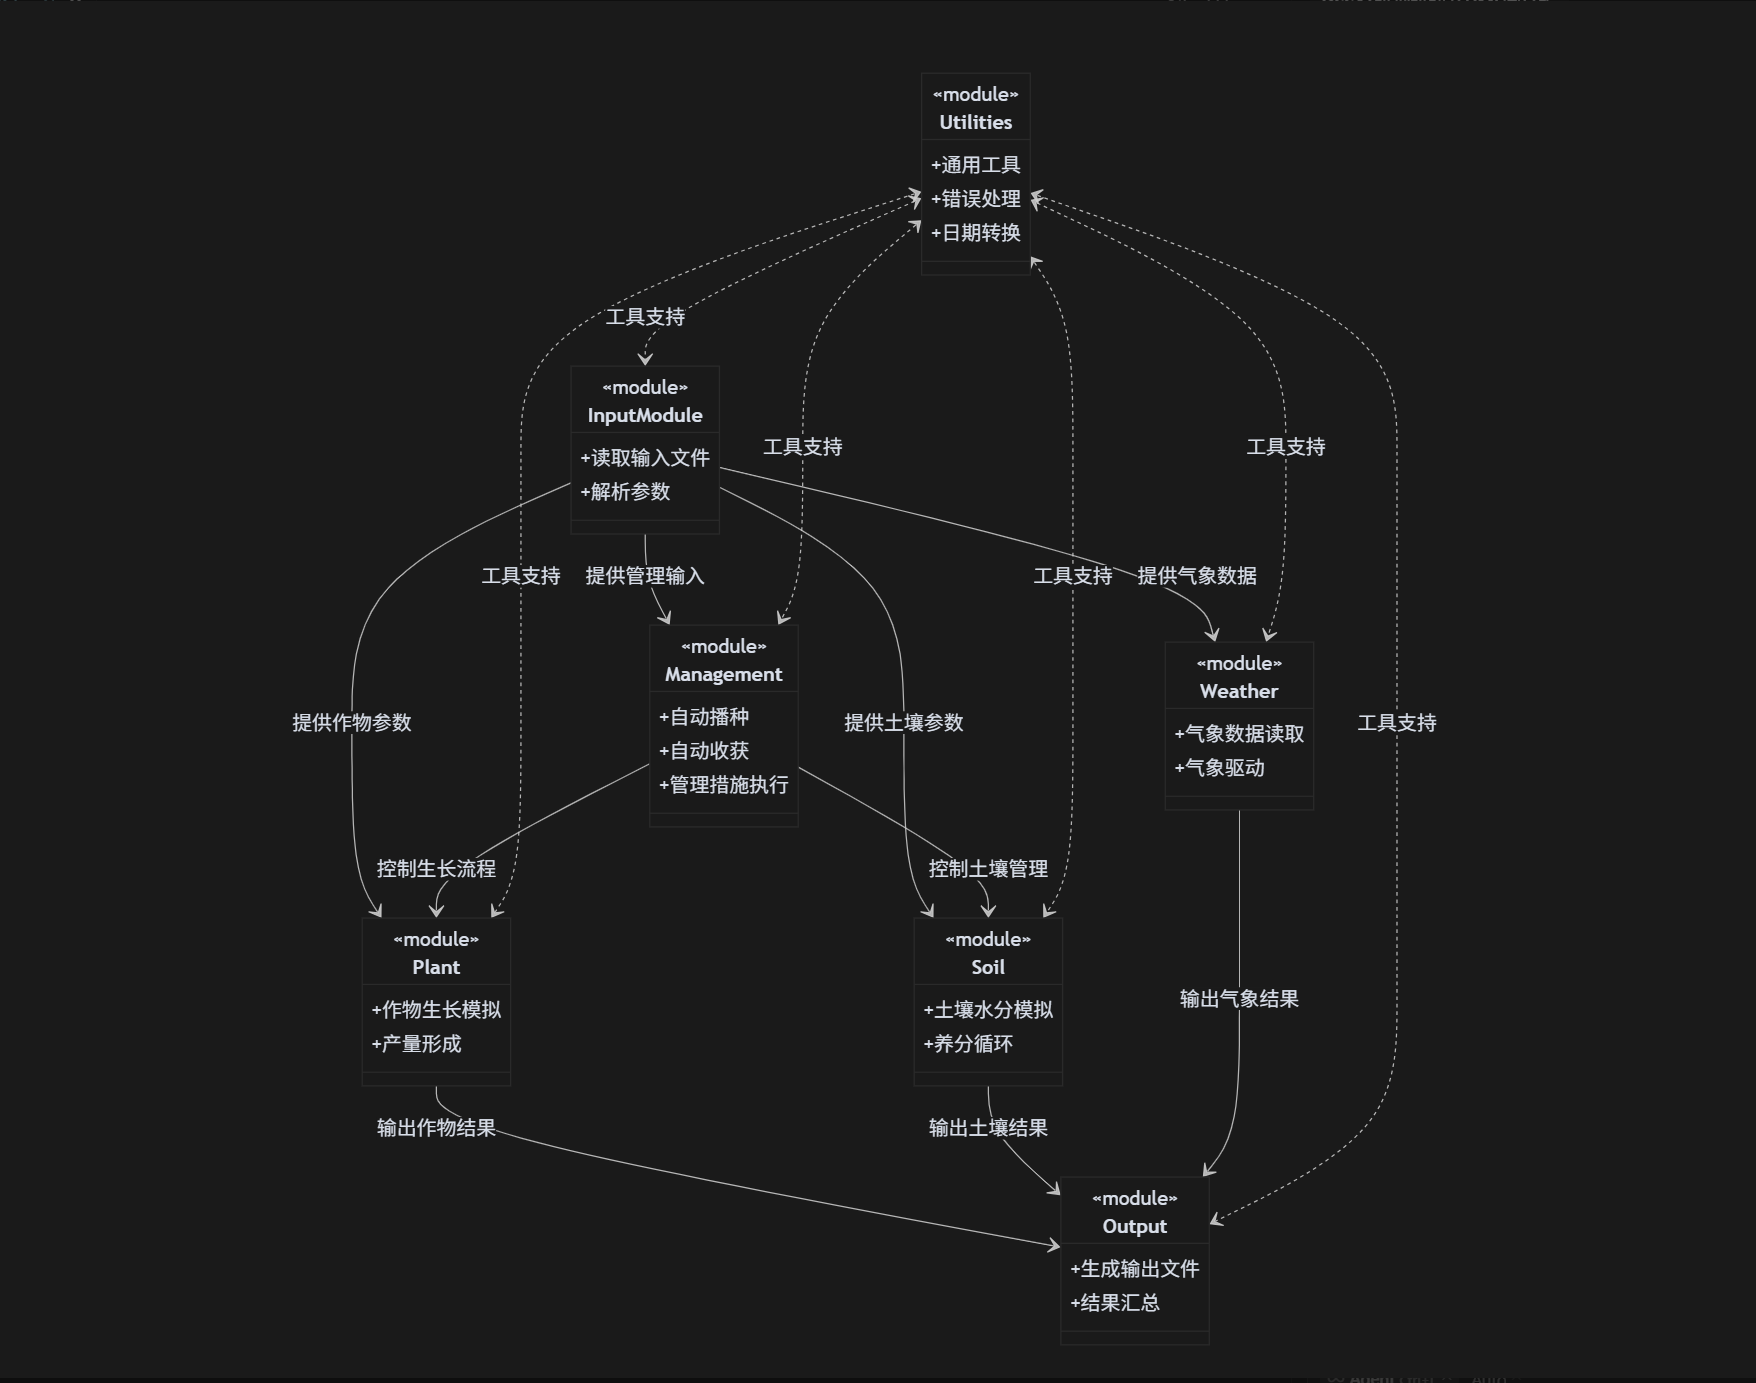 «module»
Utilities
+通用工具
+错误处理
+日期转换
工具支持
«module»
InputModule
+读取输入文件
+解析参数
工具支持
工具支持
工具支持
提供管理输入
工具支持
提供气象数据
«module»
Management
+自动播种
+自动收获
+管理措施执行
«module»
Weather
+气象数据读取
+气象驱动
提供作物参数
提供土壤参数
工具支持
控制生长流程
控制土壤管理
«module»
Plant
+作物生长模拟
+产量形成
«module»
Soil
+土壤水分模拟
+养分循环
输出气象结果
输出作物结果
输出土壤结果
«module»
Output
+生成输出文件
+结果汇总